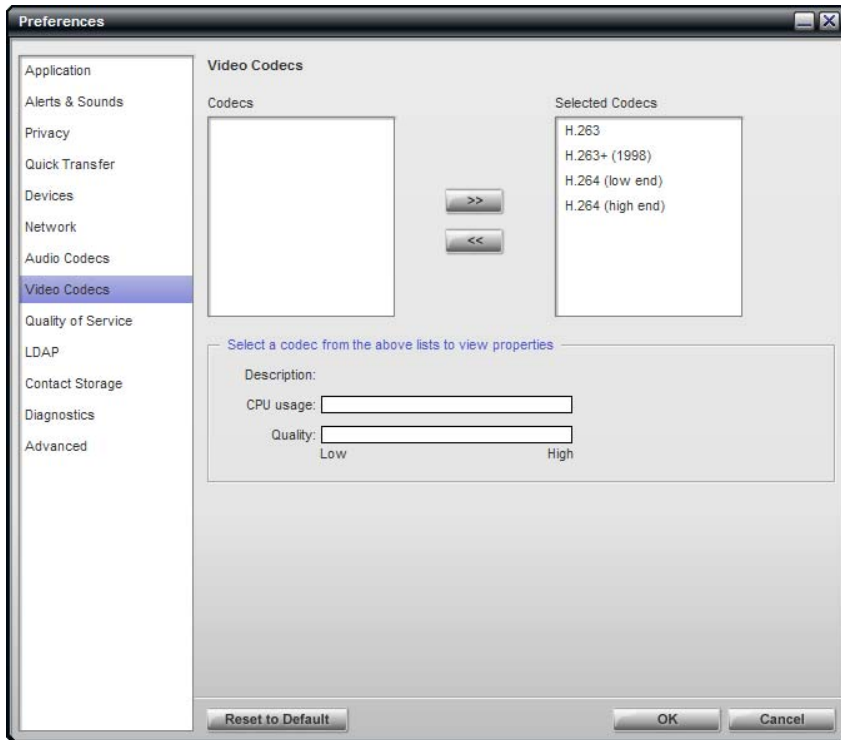 Preferences
Application
Alerts & Sounds
Privacy
Quick Transfer
Devices
Network
Audio Codecs
Video Codecs
Quality of Service
LDAP
Contact Storage
Diagnostics
Advanced
Video Codecs
Codecs
>>
<<
Selected Codecs
H.263
H.263+ (1998)
H.264 (low end)
H.264 (high end)
Select a codec from the above lists to view properties
Description:
CPU usage:
Quality:
Low High
Reset to Default OK Cancel